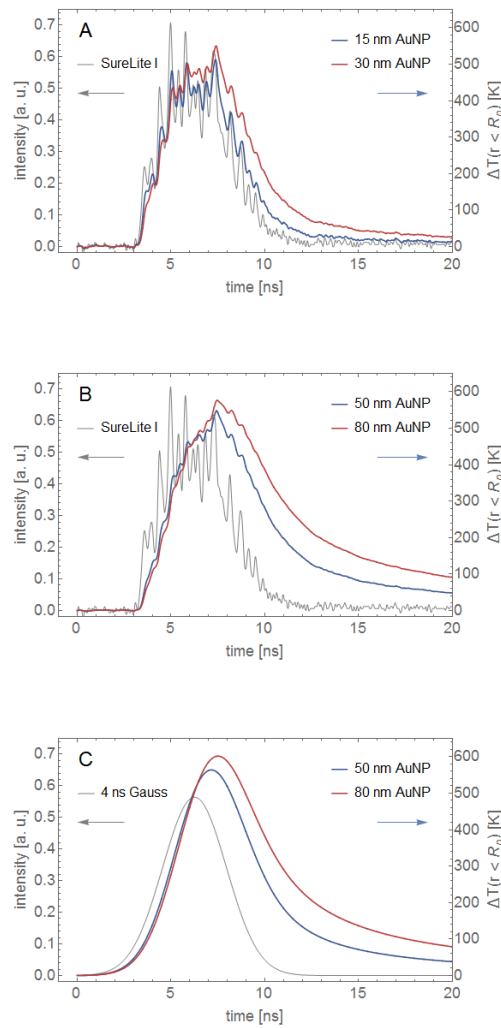 A
SureLite I
15 nm AuNP
30 nm AuNP
intensity [a. u.]
0.7
0.6
0.5
0.4
0.3
0.2
0.1
0.0
600
500
400
300
200
100
0
ΔT(r < R₀) [K]
0 5 10 15 20
time [ns]
B
SureLite I
50 nm AuNP
80 nm AuNP
intensity [a. u.]
0.7
0.6
0.5
0.4
0.3
0.2
0.1
0.0
600
500
400
300
200
100
0
ΔT(r < R₀) [K]
0 5 10 15 20
time [ns]
C
4 ns Gauss
50 nm AuNP
80 nm AuNP
intensity [a. u.]
0.7
0.6
0.5
0.4
0.3
0.2
0.1
0.0
600
500
400
300
200
100
0
ΔT(r < R₀) [K]
0 5 10 15 20
time [ns]